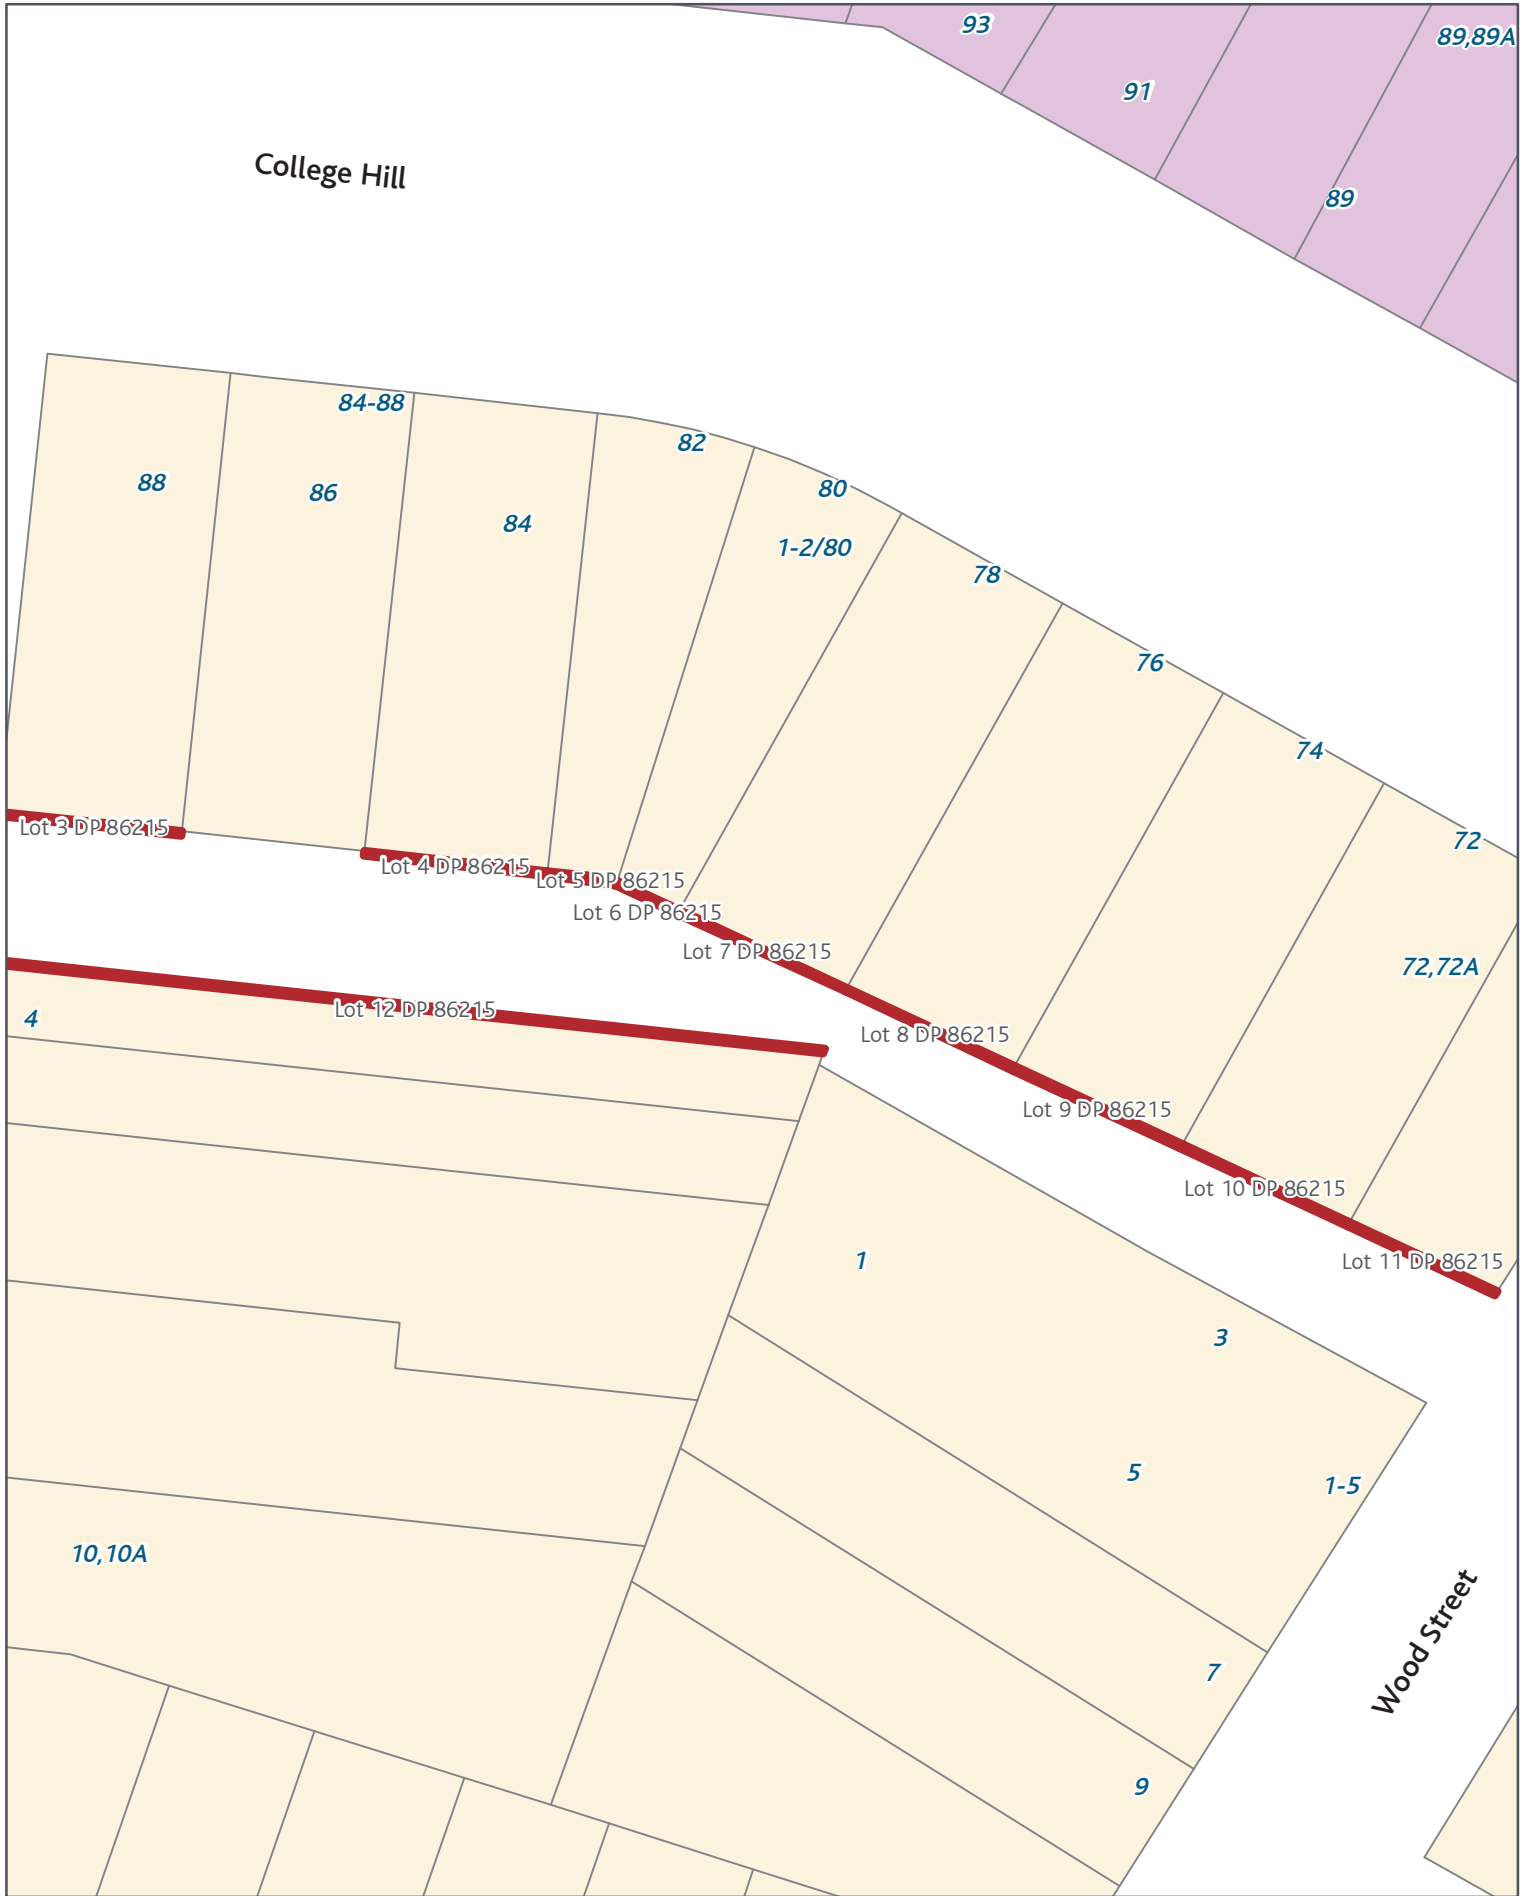 93
89,89A
91
College Hill
89
84-88
82
88
86
80
84
1-2/80
78
76
74
Lot 3 DP 86215
72
Lot 4 DP 86215
Lot 5 DP 86215
Lot 6 DP 86215
Lot 7 DP 86215
72,72A
Lot 12 DP 86215
4
Lot 8 DP 86215
Lot 9 DP 86215
Lot 10 DP 86215
1
Lot 11 DP 86215
3
5
1-5
10,10A
Wood Street
7
9